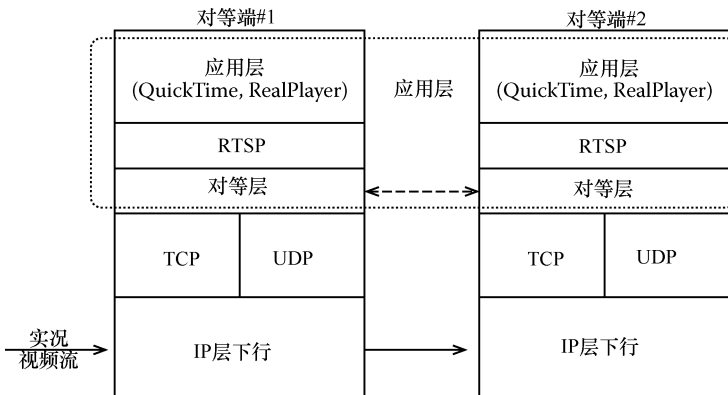 对等端#1
对等端#2
应用层
(QuickTime, RealPlayer)
应用层
应用层
(QuickTime, RealPlayer)
RTSP
RTSP
对等层
对等层
TCP
UDP
TCP
UDP
实况
视频流
IP层下行
IP层下行